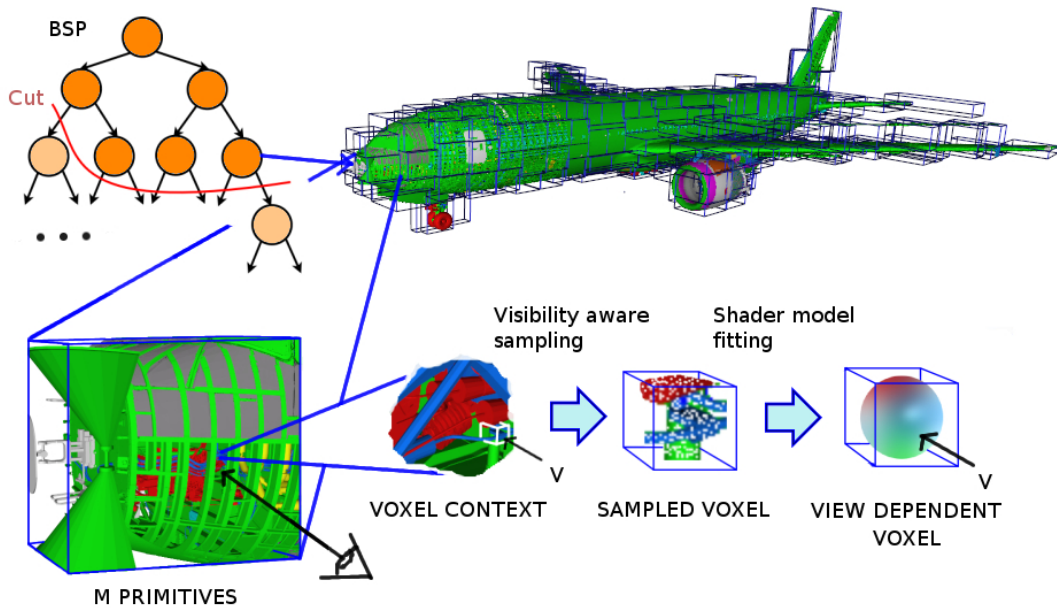 BSP
Cut
Visibility aware
sampling
Shader model
fitting
V
V
VOXEL CONTEXT
SAMPLED VOXEL
VIEW DEPENDENT
VOXEL
M PRIMITIVES